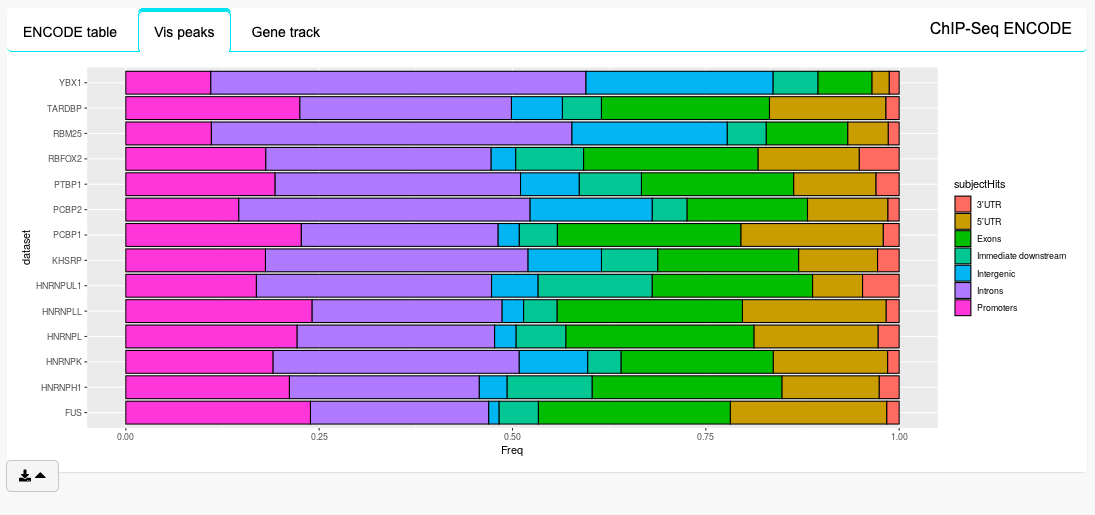 ENCODE table
Vis peaks
Gene track
ChIP-Seq ENCODE
dataset
YBX1
TARDBP
RBM25
RBFOX2
PTBP1
PCBP2
PCBP1
KHSRP
HNRNPUL1
HNRNPLL
HNRNPL
HNRNPK
HNRNPH1
FUS
0.00 0.25 0.50 0.75 1.00
Freq
subjectHits
3'UTR
5'UTR
Exons
Immediate downstream
Intergenic
Introns
Promoters